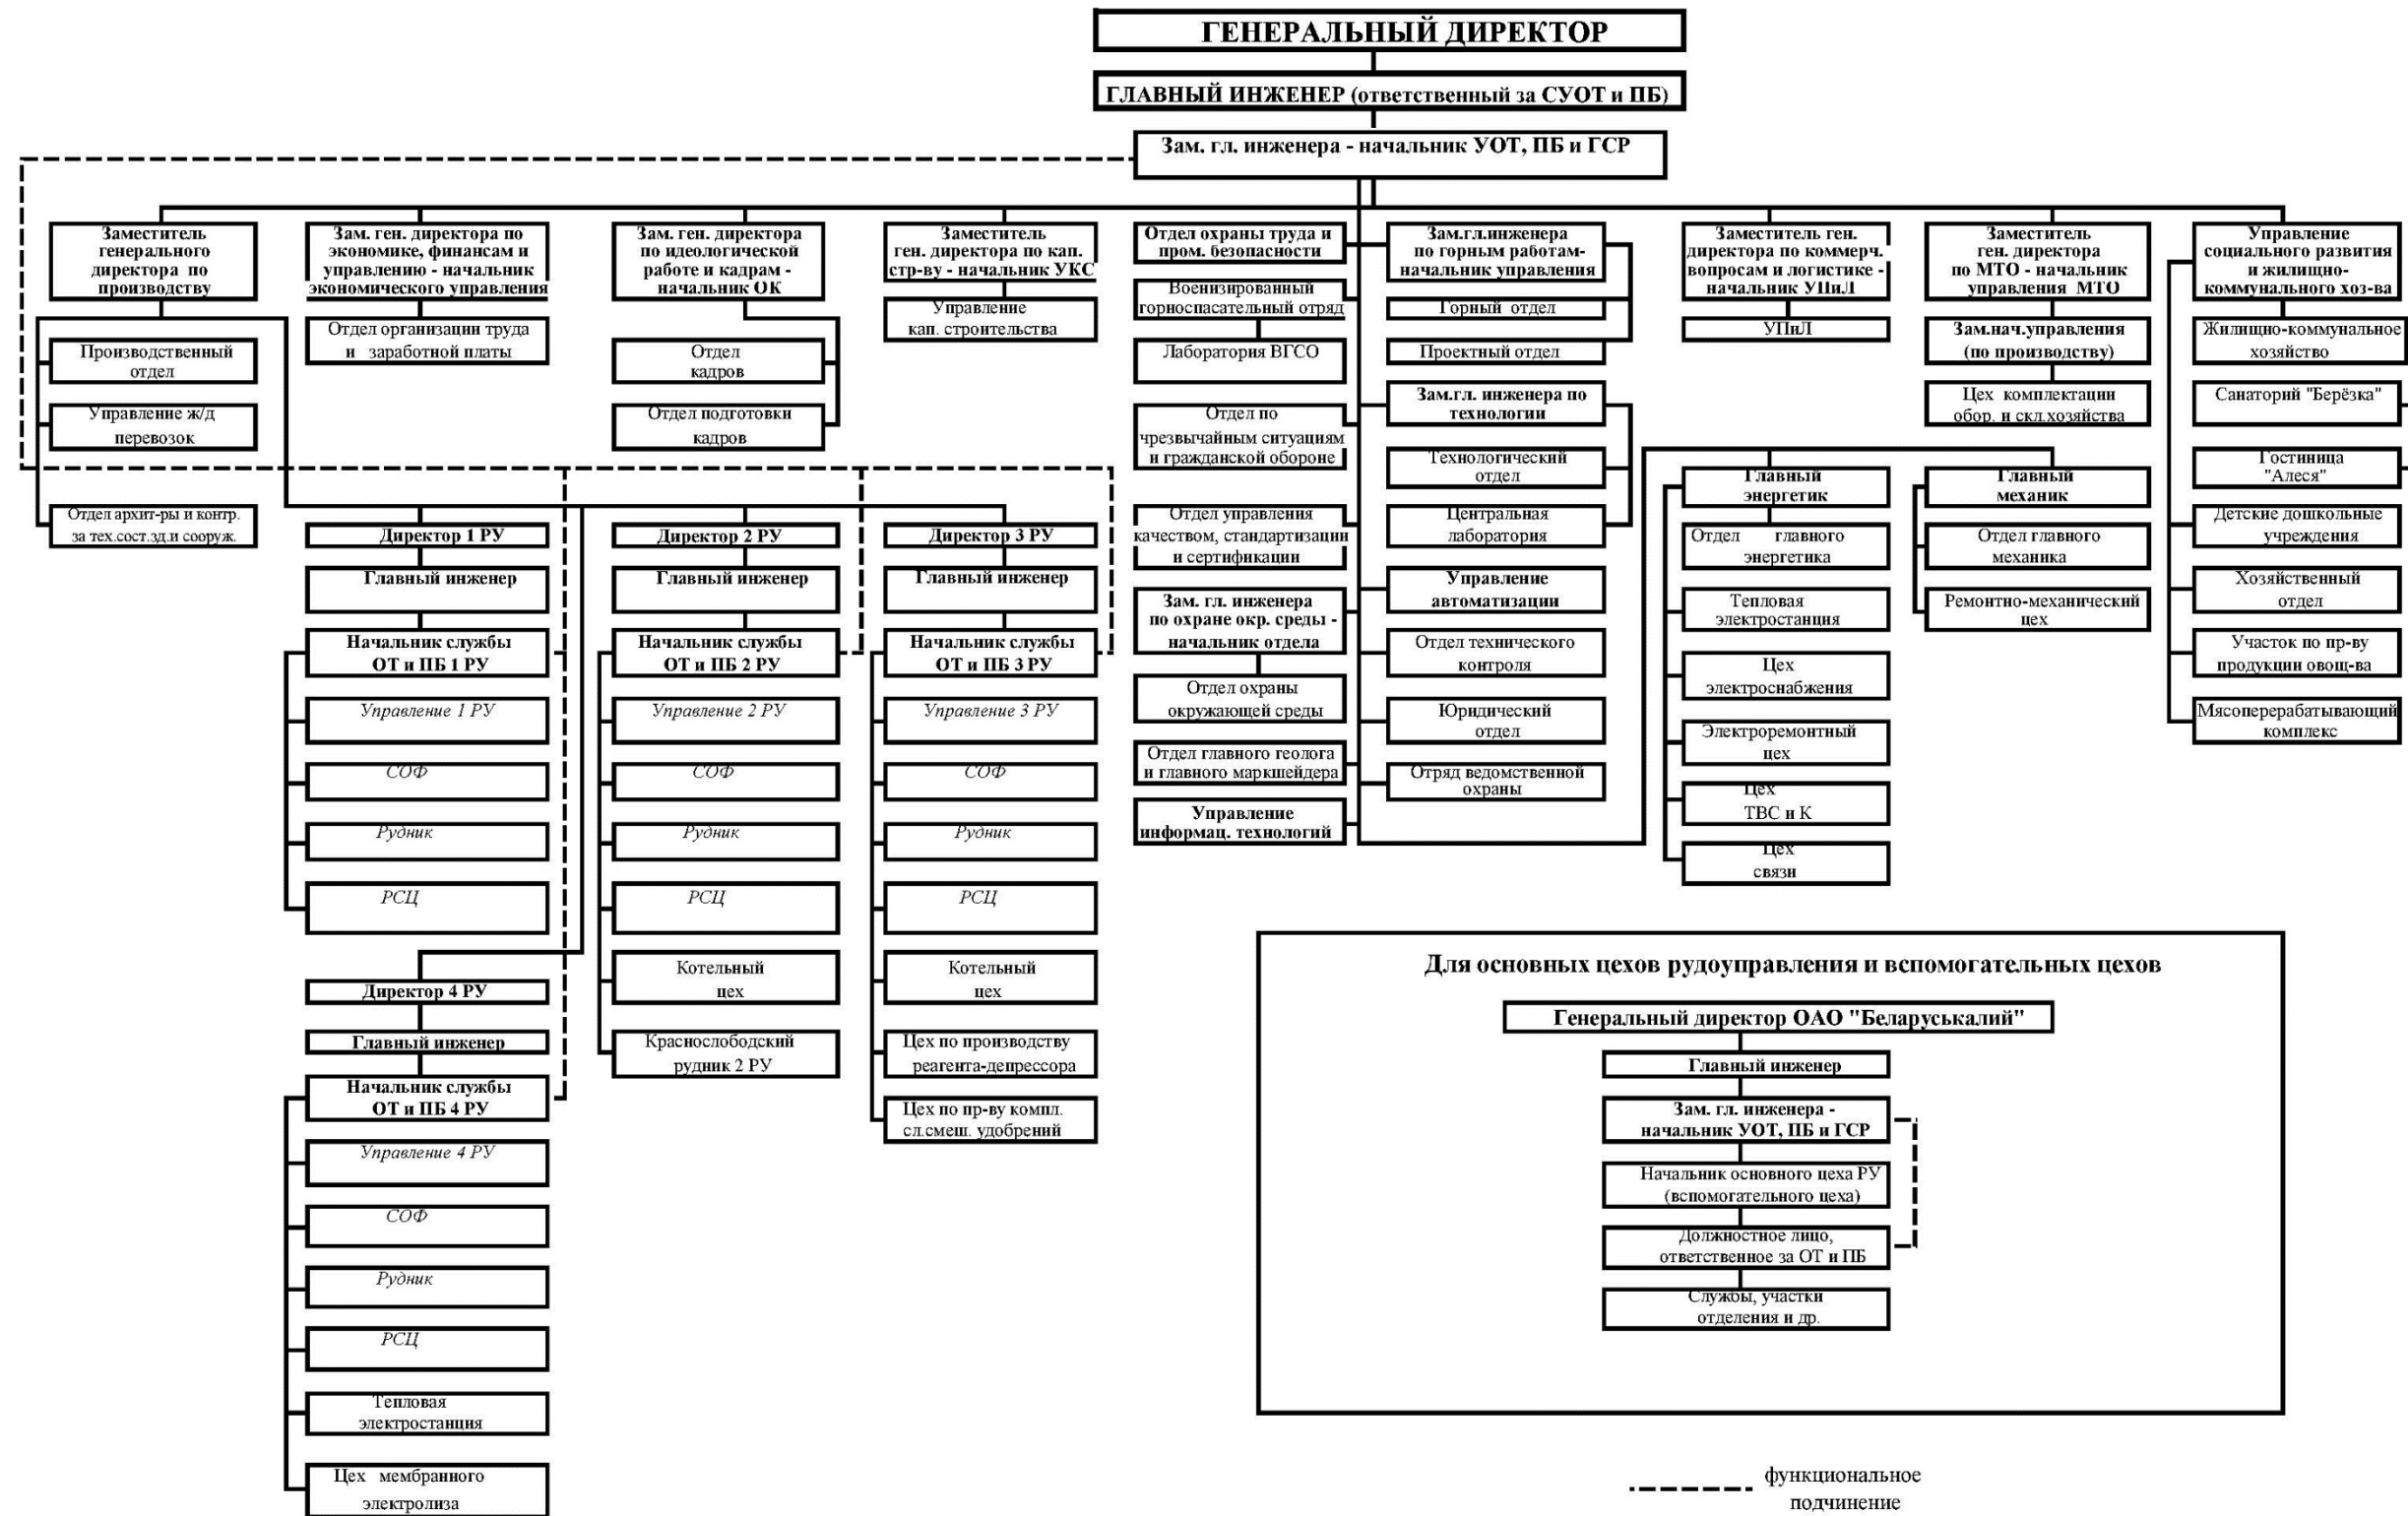 ГЕНЕРАЛЬНЫЙ ДИРЕКТОР
ГЛАВНЫЙ ИНЖЕНЕР (ответственный за СУОТ и ПБ)
Зам. гл. инженера - начальник УОТ, ПБ и ГСР
Заместитель
генерального
директора по
производству
Производственный
отдел
Управление ж/д
перевозок
Отдел архит-ры и контр.
за тех.сост.зд.и сооруж.
Зам. ген. директора по
экономике, финансам и
управлению - начальник
экономического управления
Отдел организации труда
и заработной платы
Зам. ген. директора
по идеологической
работе и кадрам -
начальник ОК
Отдел
кадров
Отдел подготовки
кадров
Заместитель
ген. директора по кап.
стр-ву - начальник УКС
Управление
кап. строительства
Отдел охраны труда и
пром. безопасности
Военизированный
горноспасательный отряд
Лаборатория ВГСО
Отдел по
чрезвычайным ситуациям
и гражданской обороне
Отдел управления
качеством, стандартизации
и сертификации
Зам. гл. инженера
по охране окр. среды -
начальник отдела
Отдел охраны
окружающей среды
Отдел главного геолога
и главного маркшейдера
Управление
информац. технологий
Зам.гл.инженера
по горным работам-
начальник управления
Горный отдел
Проектный отдел
Зам.гл. инженера по
технологии
Технологический
отдел
Центральная
лаборатория
Управление
автоматизации
Отдел технического
контроля
Юридический
отдел
Отряд ведомственной
охраны
Заместитель ген.
директора по коммерч.
вопросам и логистике -
начальник УПиЛ
УПиЛ
Главный
энергетик
Отдел главного
энергетика
Тепловая
электростанция
Цех
электроснабжения
Электроремонтный
цех
Цех
ТВС и К
Цех
связи
Заместитель
ген. директора
по МТО - начальник
управления МТО
Зам.нач.управления
(по производству)
Цех комплектации
обор. и скл.хозяйства
Главный
механик
Отдел главного
механика
Ремонтно-механический
цех
Управление
социального развития
и жилищно-
коммунального хоз-ва
Жилищно-коммунальное
хозяйство
Санаторий "Берёзка"
Гостиница
"Алеся"
Детские дошкольные
учреждения
Хозяйственный
отдел
Участок по пр-ву
продукции овощ-ва
Мясоперерабатывающий
комплекс
Директор 1 РУ
Главный инженер
Начальник службы
ОТ и ПБ 1 РУ
Управление 1 РУ
СОФ
Рудник
РСЦ
Директор 4 РУ
Главный инженер
Начальник службы
ОТ и ПБ 4 РУ
Управление 4 РУ
СОФ
Рудник
РСЦ
Тепловая
электростанция
Цех мембранного
электролиза
Директор 2 РУ
Главный инженер
Начальник службы
ОТ и ПБ 2 РУ
Управление 2 РУ
СОФ
Рудник
РСЦ
Котельный
цех
Краснослободский
рудник 2 РУ
Директор 3 РУ
Главный инженер
Начальник службы
ОТ и ПБ 3 РУ
Управление 3 РУ
СОФ
Рудник
РСЦ
Котельный
цех
Цех по производству
реагента-депрессора
Цех по пр-ву компл.
сл.смеш. удобрений
Для основных цехов рудоуправления и вспомогательных цехов
Генеральный директор ОАО "Беларуськалий"
Главный инженер
Зам. гл. инженера -
начальник УОТ, ПБ и ГСР
Начальник основного цеха РУ
(вспомогательного цеха)
Должностное лицо,
ответственное за ОТ и ПБ
Службы, участки
отделения и др.
функциональное
подчинение